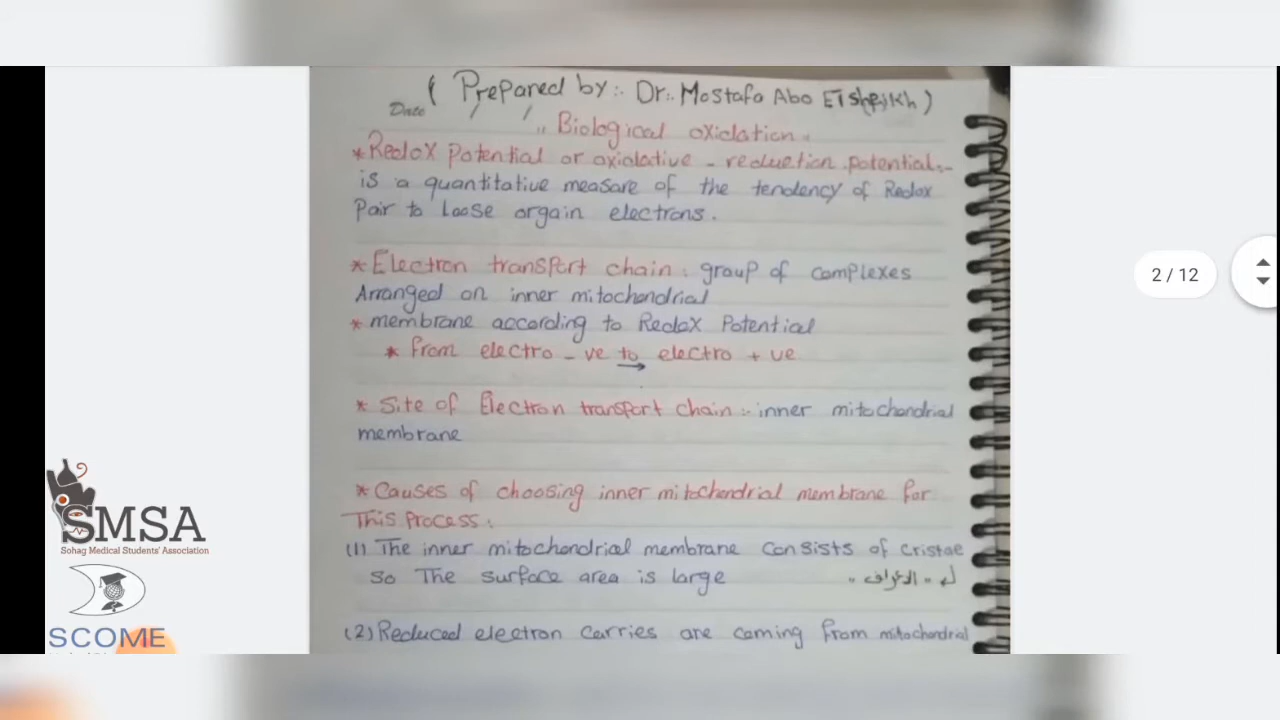 ( Prepared by:. Dr:. Mostafa Abo El sheikh )
Date / /
,, Biological oxidation ,,
* Redox Potential or oxidative - reduction potential:-
is a quantitative measure of the tendency of Redox
Pair to Loose orgain electrons.
* Electron transport chain : group of complexes
Arranged on inner mitochondrial
* membrane according to Redox Potential
* from electro - ve to electro + ve
* Site of Electron transport chain :. inner mitochondrial
membrane
* Causes of choosing inner mitochondrial membrane for
This Process :
(1) The inner mitochondrial membrane consists of cristae
so The surface area is large
(2) Reduced electron carries are coming from mitochondrial
2 / 12
SMSA
Sohag Medical Students' Association
SCOME